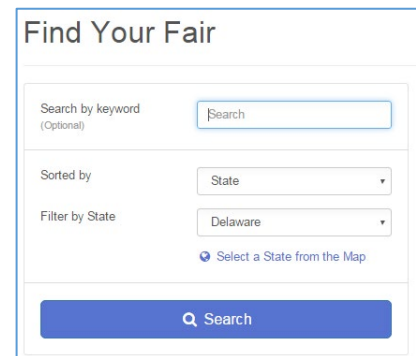 Find Your Fair
Search by keyword
(Optional)
Search
Sorted by
State
Filter by State
Delaware
Select a State from the Map
Search